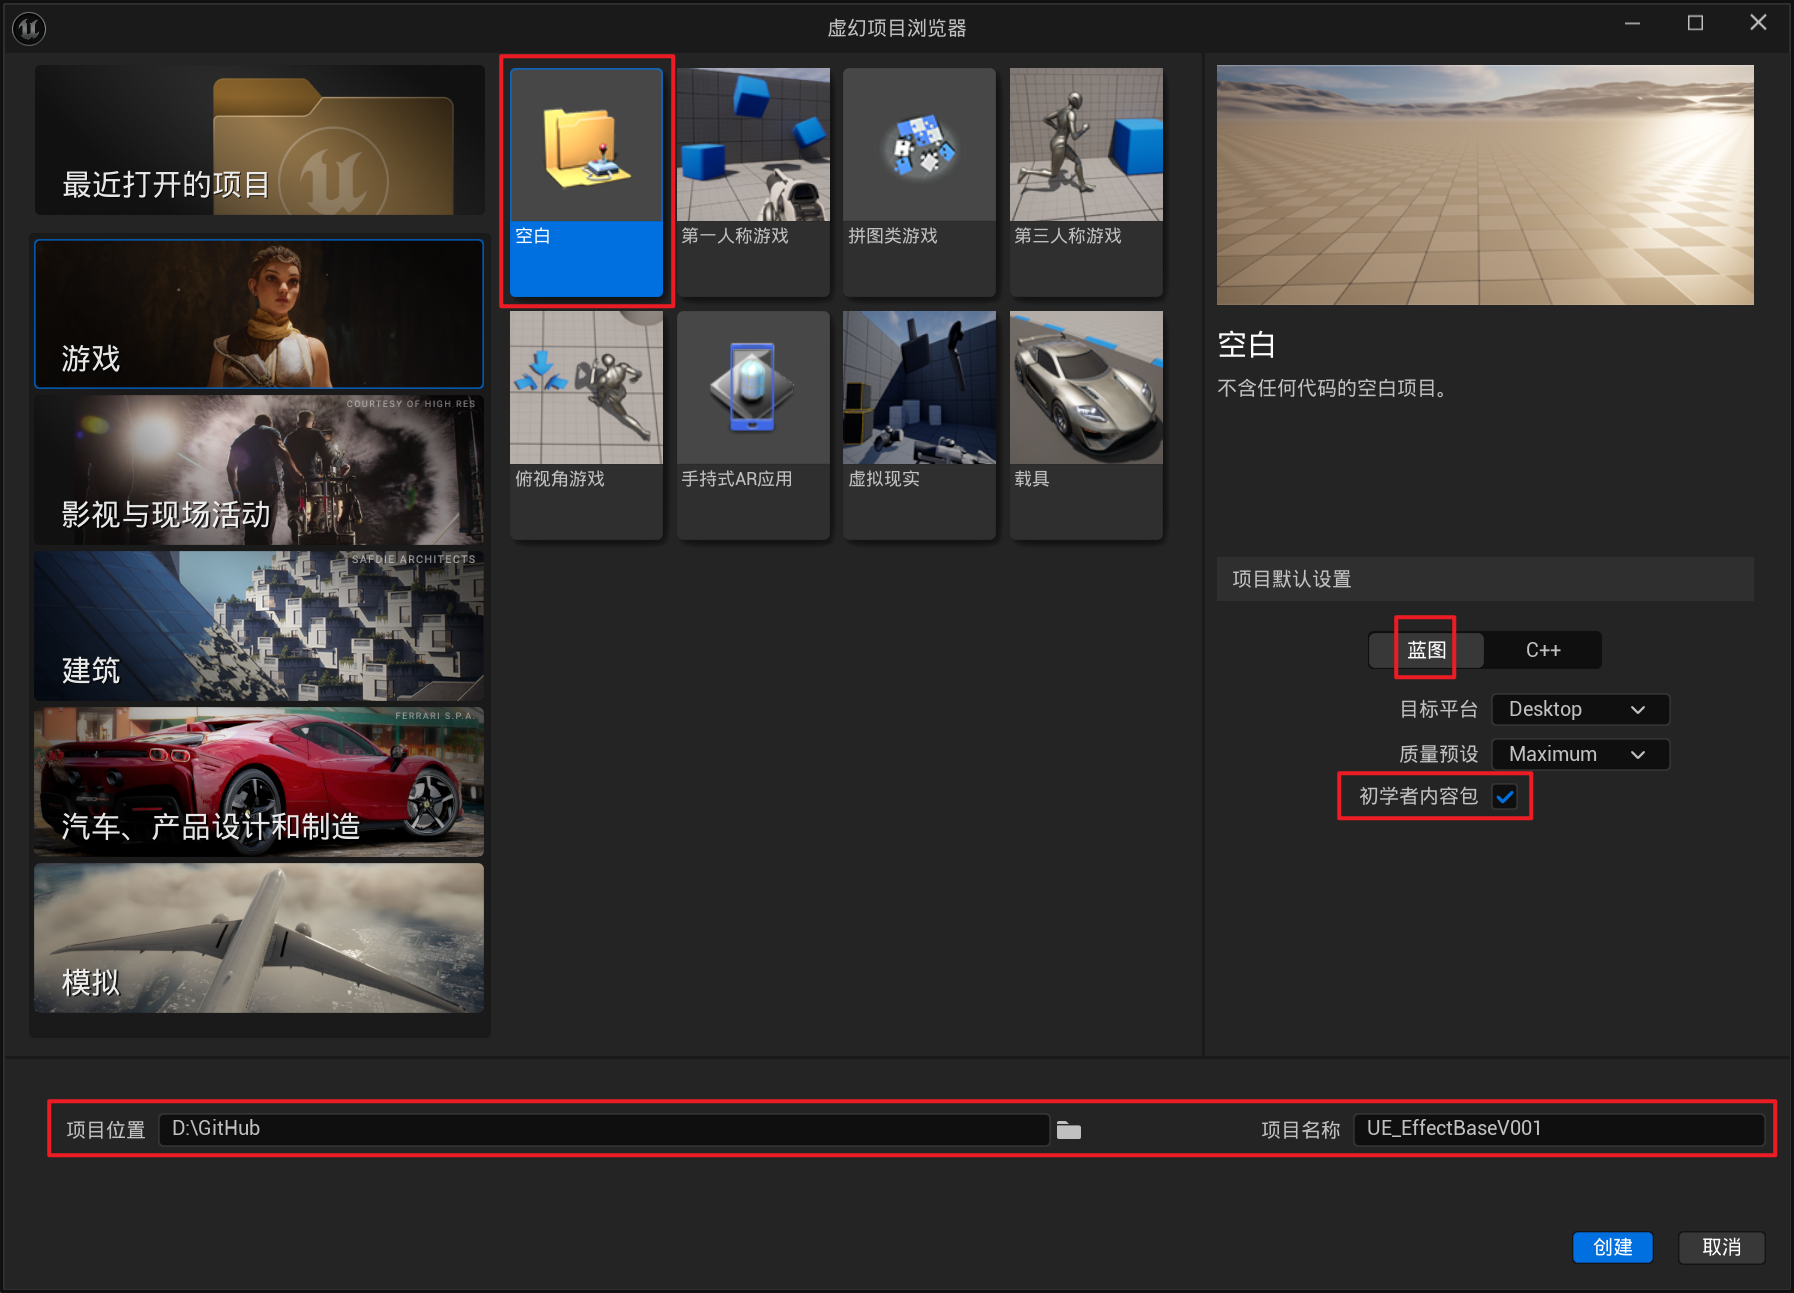 虚幻项目浏览器
最近打开的项目
游戏
COURTESY OF HIGH RES
影视与现场活动
SAFDIE ARCHITECTS
建筑
FERRARI S.P.A.
汽车、产品设计和制造
模拟
空白
第一人称游戏
拼图类游戏
第三人称游戏
俯视角游戏
手持式AR应用
虚拟现实
载具
空白
不含任何代码的空白项目。
项目默认设置
蓝图
C++
目标平台
Desktop
质量预设
Maximum
初学者内容包
项目位置
D:\GitHub
项目名称
UE_EffectBaseV001
创建
取消